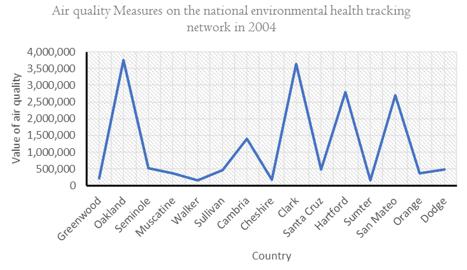 Air quality Measures on the national environmental health tracking
network in 2004
Value of air quality
4,000,000
3,500,000
3,000,000
2,500,000
2,000,000
1,500,000
1,000,000
500,000
0
Greenwood
Oakland
Seminole
Muscatine
Walker
Sullivan
Cambria
Cheshire
Clark
Santa Cruz
Hartford
Sumter
San Mateo
Orange
Dodge
Country